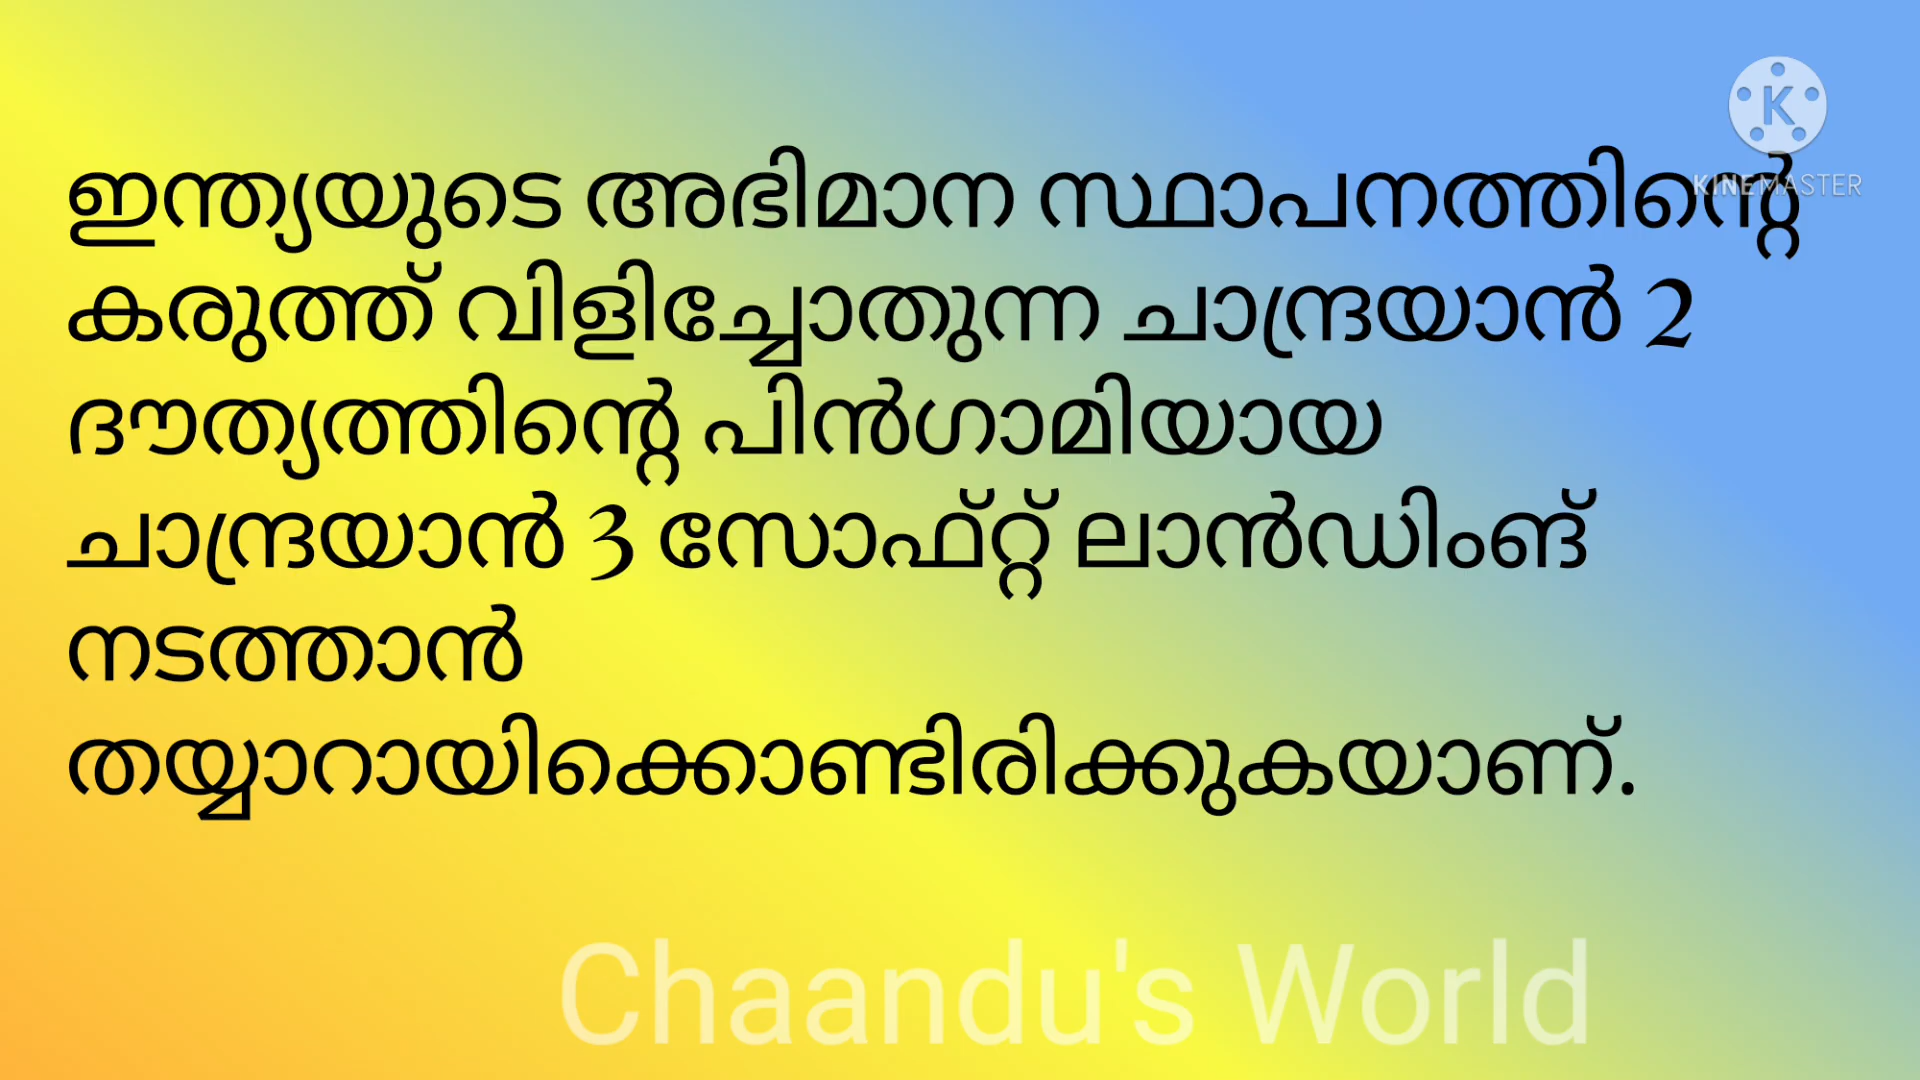 KINEMASTER
ഇന്ത്യയുടെ അഭിമാന സ്ഥാപനത്തിന്റെ
കരുത്ത് വിളിച്ചോതുന്ന ചാന്ദ്രയാൻ 2
ദൗത്യത്തിന്റെ പിൻഗാമിയായ
ചാന്ദ്രയാൻ 3 സോഫ്റ്റ് ലാൻഡിംങ്
നടത്താൻ
തയ്യാറായിക്കൊണ്ടിരിക്കുകയാണ്.
Chaandu's World